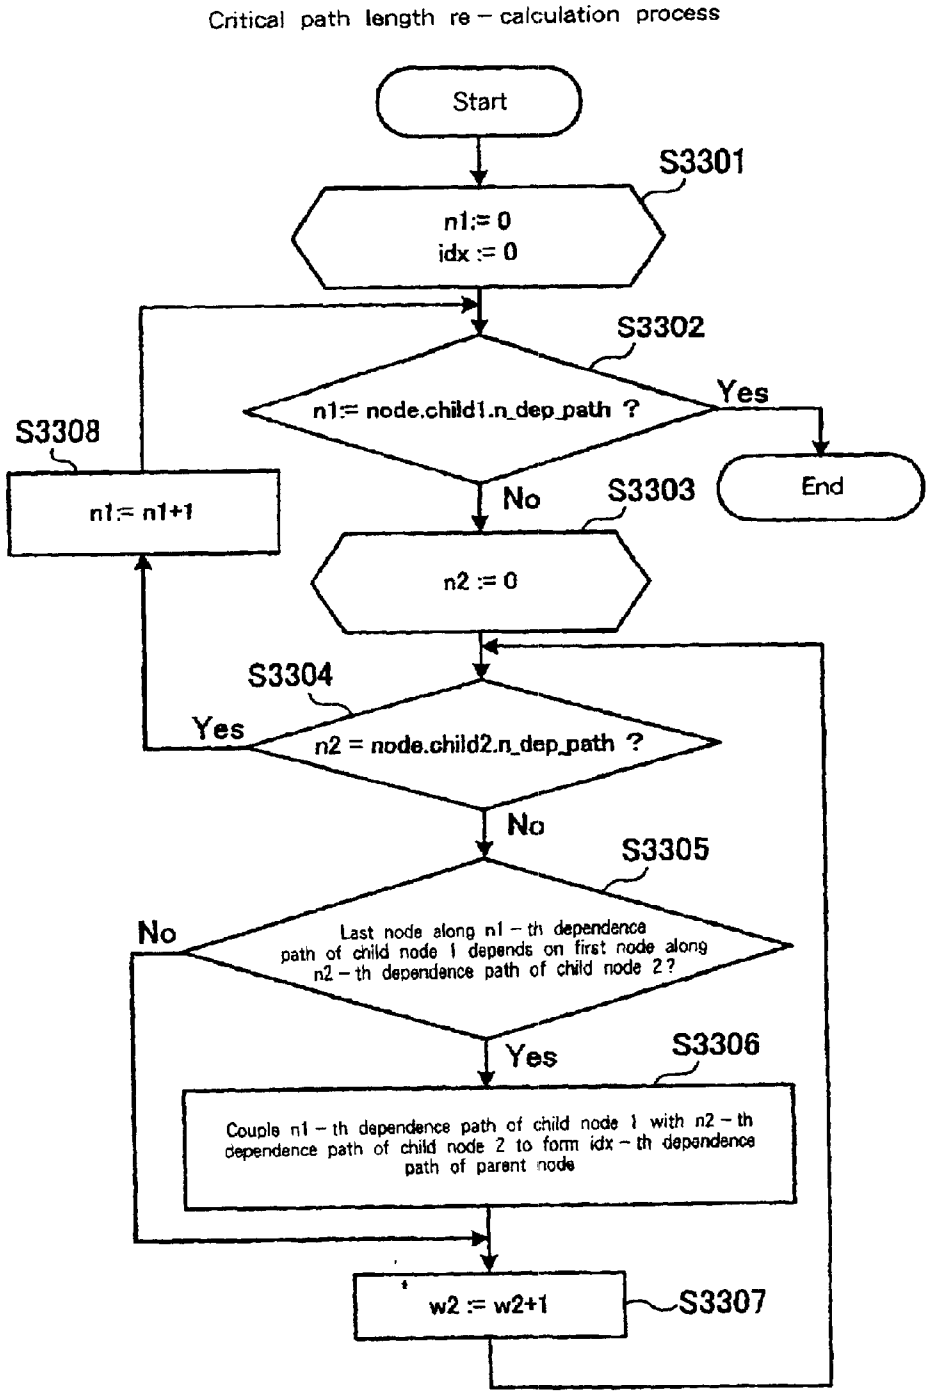 Critical path length re - calculation process
Start
S3301
n1:= 0
idx := 0
S3302
n1:= node.child1.n_dep_path ?
Yes
End
No
S3308
n1:= n1+1
S3303
n2 := 0
S3304
Yes
n2 = node.child2.n_dep_path ?
No
S3305
No
Last node along n1 - th dependence
path of child node 1 depends on first node along
n2 - th dependence path of child node 2?
Yes
S3306
Couple n1 - th dependence path of child node 1 with n2 - th
dependence path of child node 2 to form idx - th dependence
path of parent node
w2 := w2+1
S3307